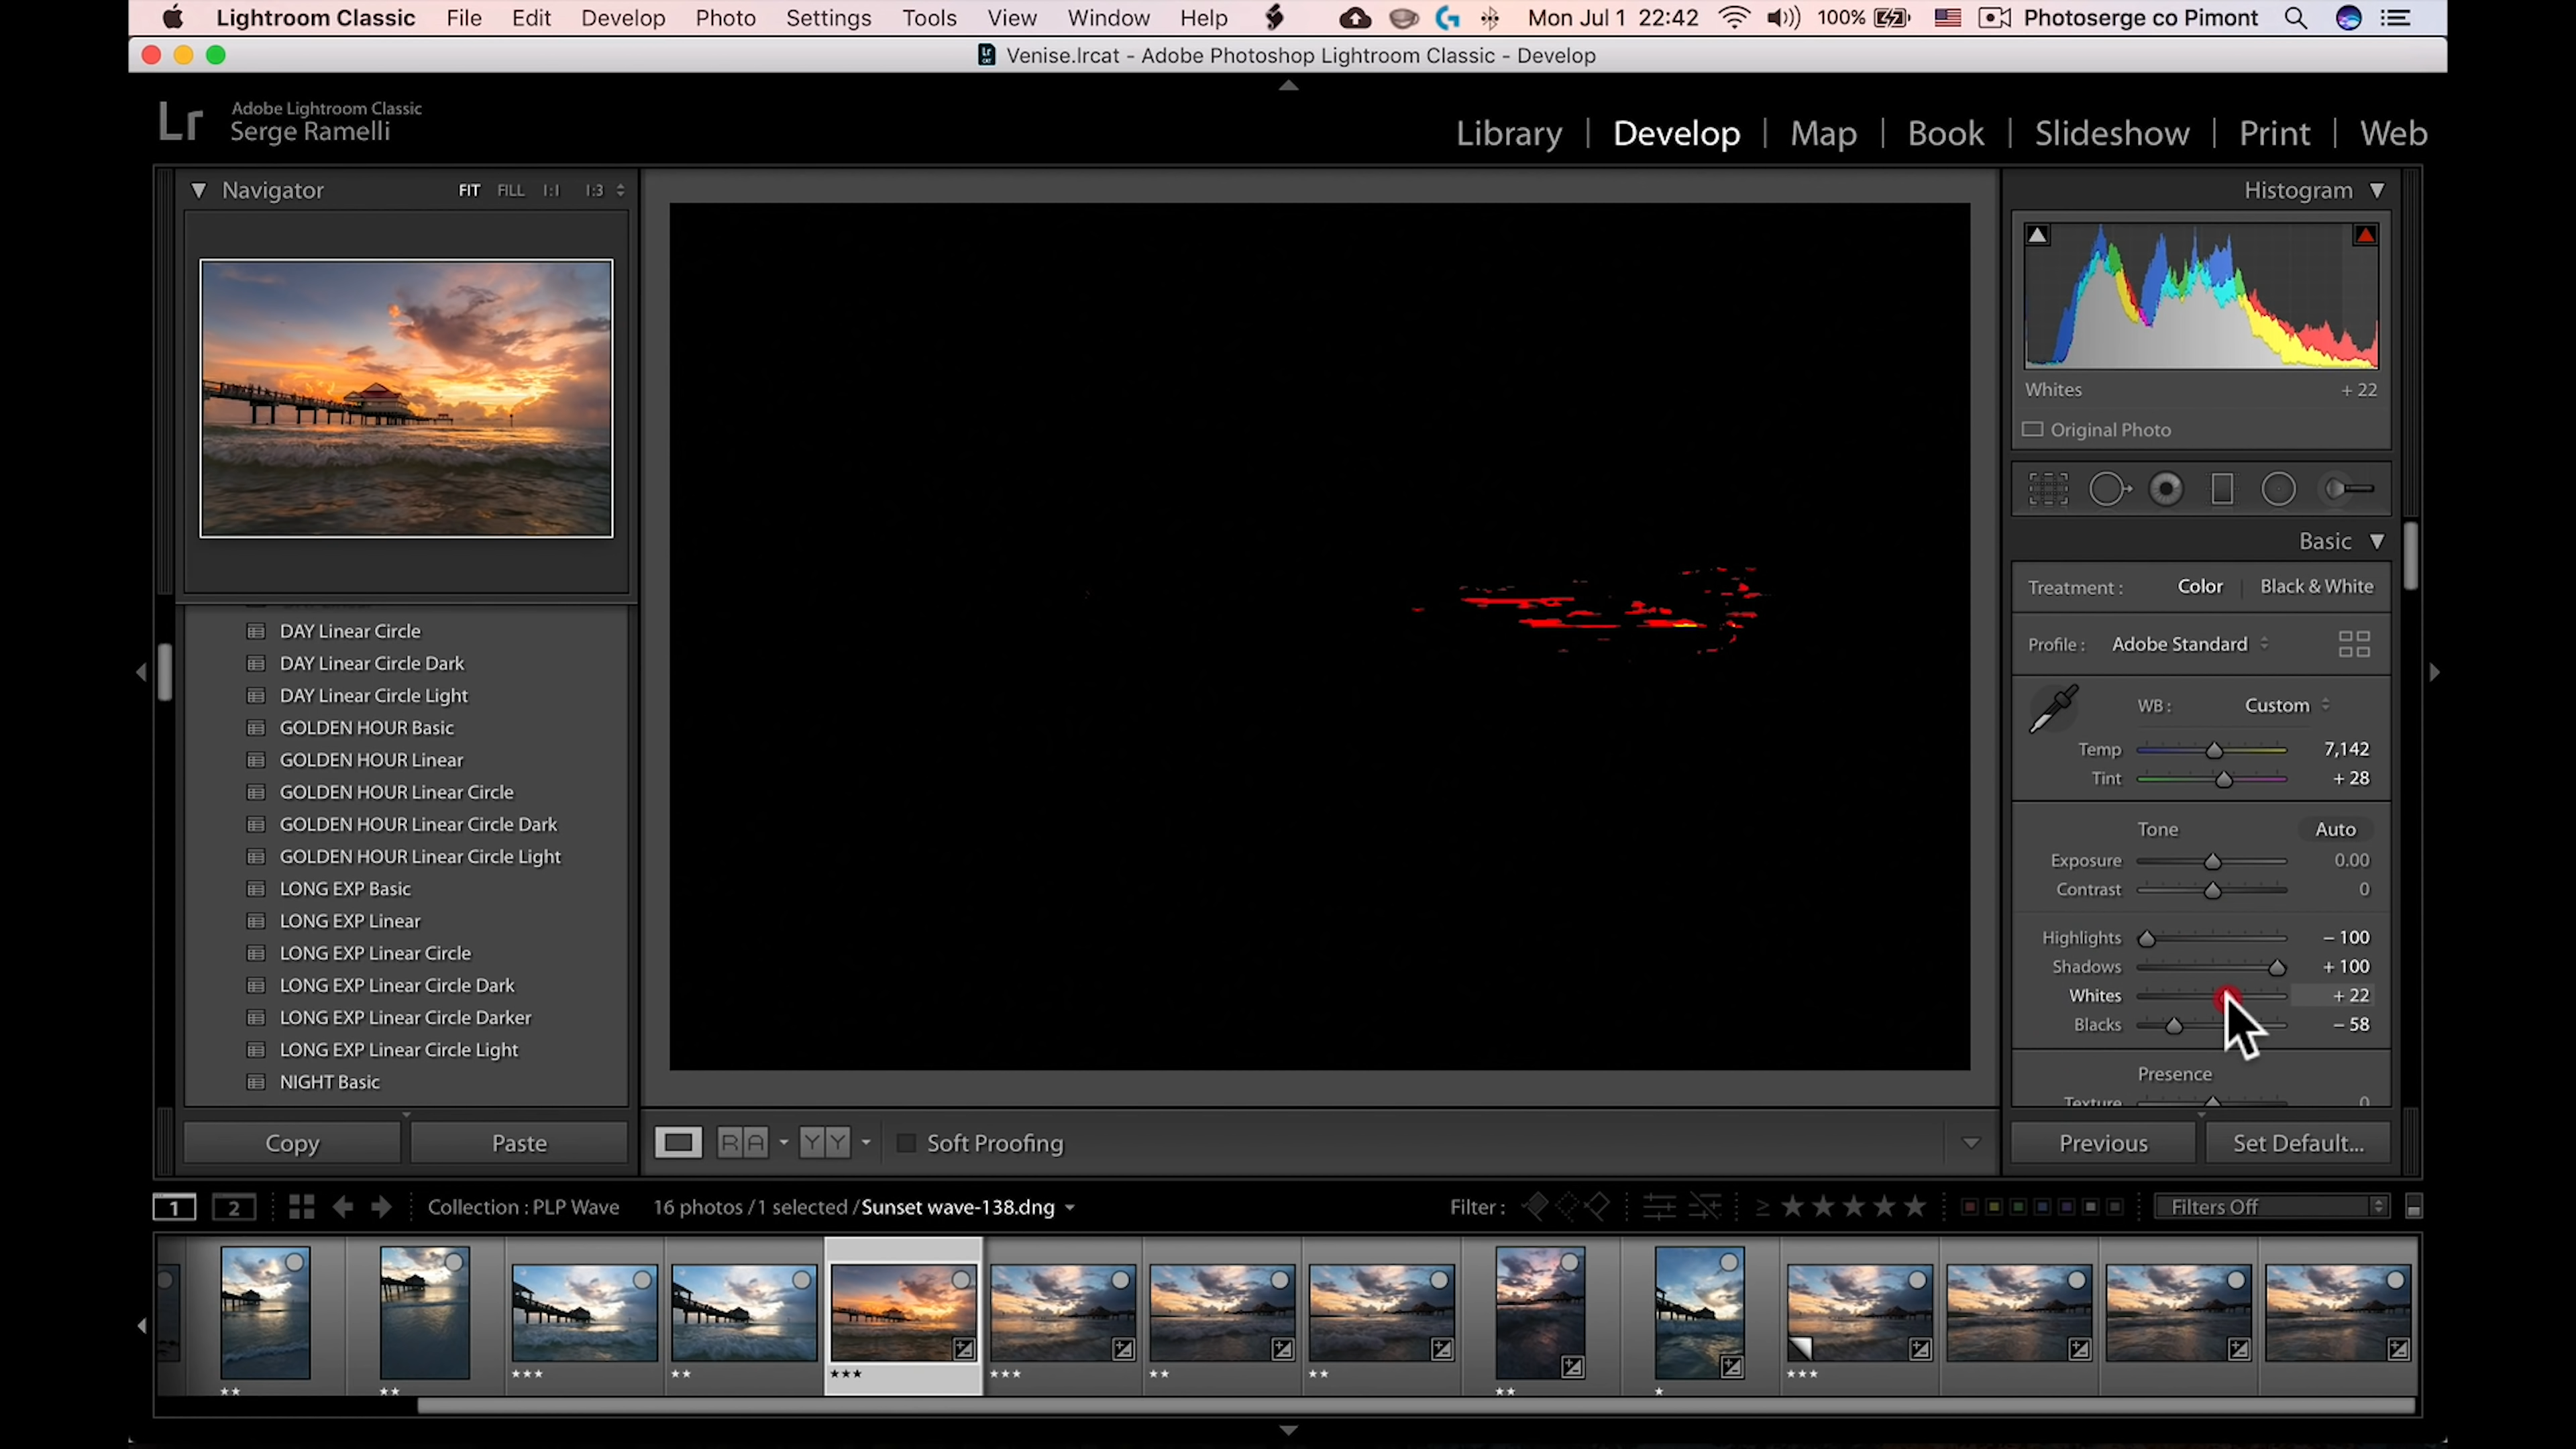 Lightroom Classic File Edit Develop Photo Settings Tools View Window Help Mon Jul 1 22:42 100% Photoserge co Pimont
Venise.lrcat - Adobe Photoshop Lightroom Classic - Develop
Lr Adobe Lightroom Classic
Serge Ramelli
Library | Develop | Map | Book | Slideshow | Print | Web
Navigator FIT FILL 1:1 1:3
Histogram
Whites + 22
Original Photo
Basic
Treatment : Color Black & White
Profile : Adobe Standard
WB : Custom
Temp 7,142
Tint + 28
Tone Auto
Exposure 0.00
Contrast 0
Highlights – 100
Shadows + 100
Whites + 22
Blacks – 58
Presence
Texture 0
DAY Linear Circle
DAY Linear Circle Dark
DAY Linear Circle Light
GOLDEN HOUR Basic
GOLDEN HOUR Linear
GOLDEN HOUR Linear Circle
GOLDEN HOUR Linear Circle Dark
GOLDEN HOUR Linear Circle Light
LONG EXP Basic
LONG EXP Linear
LONG EXP Linear Circle
LONG EXP Linear Circle Dark
LONG EXP Linear Circle Darker
LONG EXP Linear Circle Light
NIGHT Basic
Copy Paste
R A Y Y Soft Proofing
Previous Set Default...
1 2 Collection : PLP Wave 16 photos / 1 selected / Sunset wave-138.dng Filter : ≥ ★★★★★ Filters Off